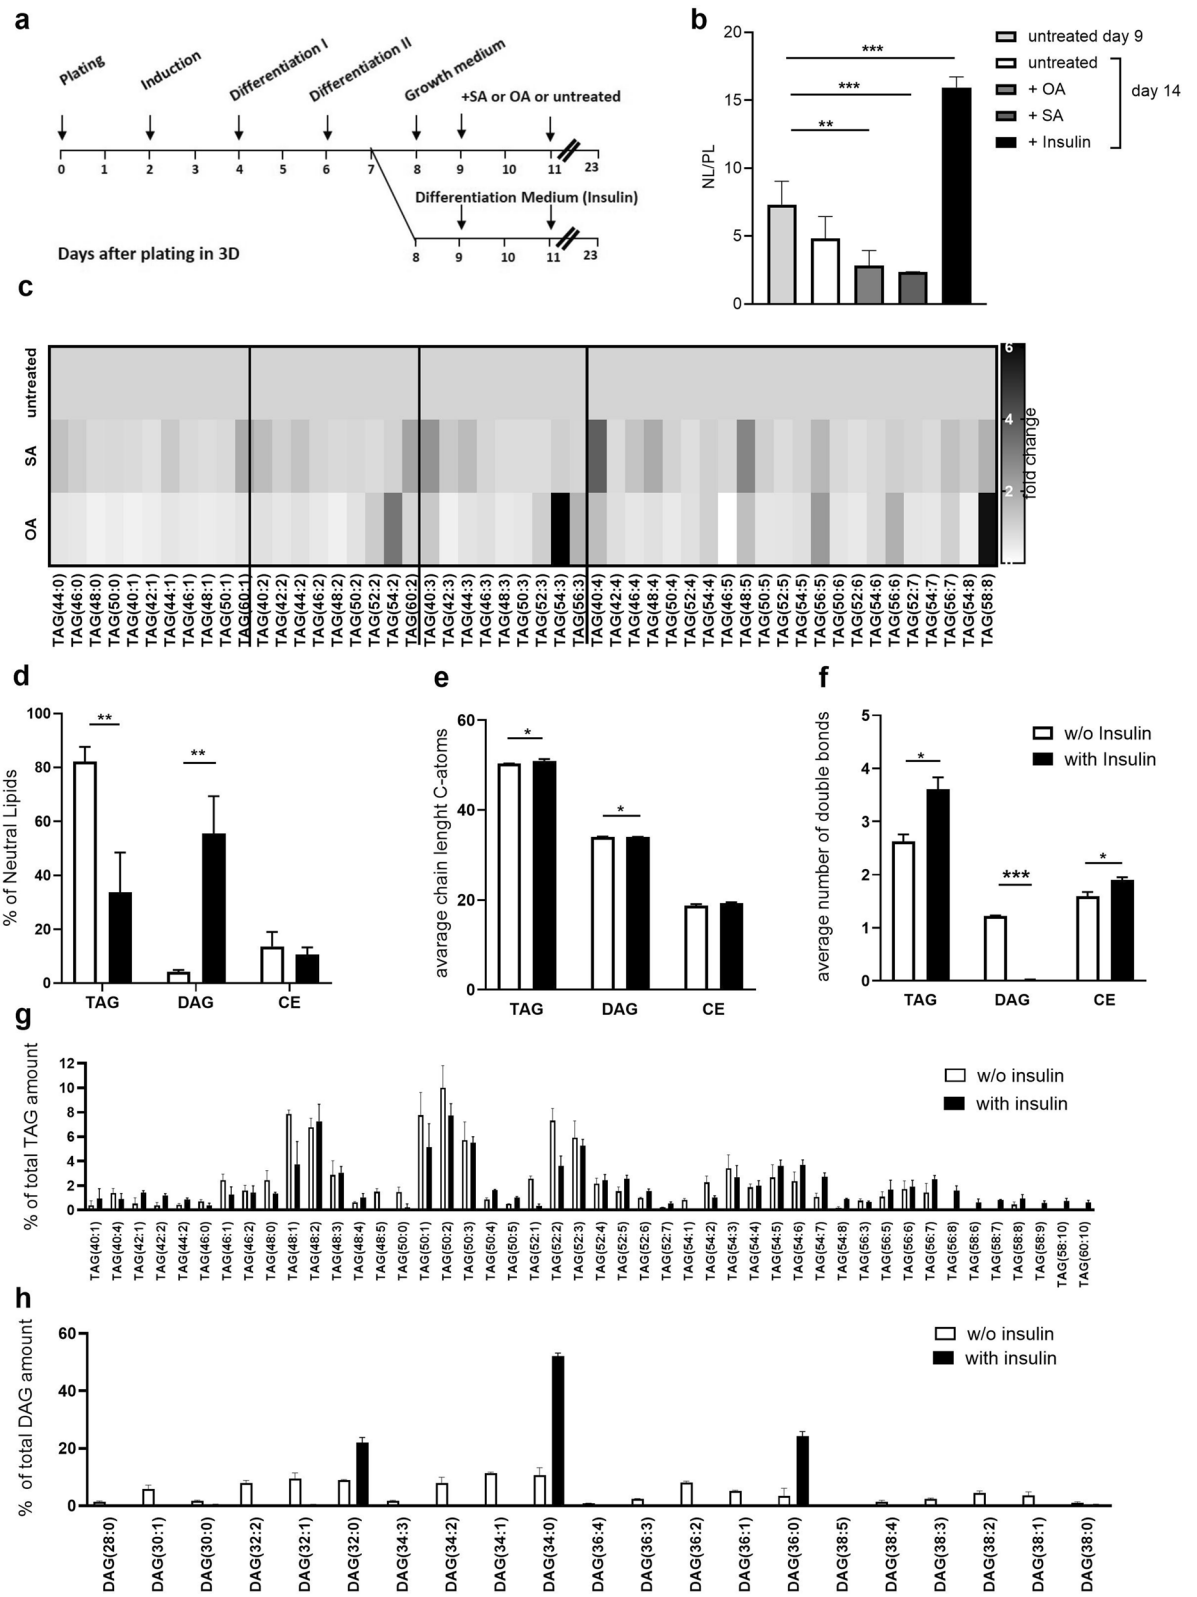 a
Plating
Induction
Differentiation I
Differentiation II
Growth medium
+SA or OA or untreated
0 1 2 3 4 5 6 7 8 9 10 11 23
Differentiation Medium (Insulin)
8 9 10 11 23
Days after plating in 3D
b
NL/PL
20
15
10
5
0
***
***
**
untreated day 9
untreated
+ OA
+ SA
+ Insulin
day 14
c
untreated
SA
OA
6
4
2
fold change
TAG(44:0)
TAG(46:0)
TAG(48:0)
TAG(50:0)
TAG(40:1)
TAG(42:1)
TAG(44:1)
TAG(46:1)
TAG(48:1)
TAG(50:1)
TAG(60:1)
TAG(40:2)
TAG(42:2)
TAG(44:2)
TAG(46:2)
TAG(48:2)
TAG(50:2)
TAG(52:2)
TAG(54:2)
TAG(60:2)
TAG(40:3)
TAG(42:3)
TAG(44:3)
TAG(46:3)
TAG(48:3)
TAG(50:3)
TAG(52:3)
TAG(54:3)
TAG(56:3)
TAG(40:4)
TAG(42:4)
TAG(46:4)
TAG(48:4)
TAG(50:4)
TAG(52:4)
TAG(54:4)
TAG(46:5)
TAG(48:5)
TAG(50:5)
TAG(52:5)
TAG(54:5)
TAG(56:5)
TAG(50:6)
TAG(52:6)
TAG(54:6)
TAG(56:6)
TAG(52:7)
TAG(54:7)
TAG(56:7)
TAG(54:8)
TAG(58:8)
d
% of Neutral Lipids
100
80
60
40
20
0
**
**
TAG DAG CE
e
avarage chain lenght C-atoms
60
40
20
0
*
*
TAG DAG CE
f
average number of double bonds
5
4
3
2
1
0
*
***
*
w/o Insulin
with Insulin
TAG DAG CE
g
% of total TAG amount
12
10
8
6
4
2
0
w/o insulin
with insulin
TAG(40:1)
TAG(40:4)
TAG(42:1)
TAG(42:2)
TAG(44:2)
TAG(46:0)
TAG(46:1)
TAG(46:2)
TAG(48:0)
TAG(48:1)
TAG(48:2)
TAG(48:3)
TAG(48:4)
TAG(48:5)
TAG(50:0)
TAG(50:1)
TAG(50:2)
TAG(50:3)
TAG(50:4)
TAG(50:5)
TAG(52:1)
TAG(52:2)
TAG(52:3)
TAG(52:4)
TAG(52:5)
TAG(52:6)
TAG(52:7)
TAG(54:1)
TAG(54:2)
TAG(54:3)
TAG(54:4)
TAG(54:5)
TAG(54:6)
TAG(54:7)
TAG(54:8)
TAG(56:3)
TAG(56:5)
TAG(56:6)
TAG(56:7)
TAG(56:8)
TAG(58:6)
TAG(58:7)
TAG(58:8)
TAG(58:9)
TAG(58:10)
TAG(60:10)
h
% of total DAG amount
60
40
20
0
w/o insulin
with insulin
DAG(28:0)
DAG(30:1)
DAG(30:0)
DAG(32:2)
DAG(32:1)
DAG(32:0)
DAG(34:3)
DAG(34:2)
DAG(34:1)
DAG(34:0)
DAG(36:4)
DAG(36:3)
DAG(36:2)
DAG(36:1)
DAG(36:0)
DAG(38:5)
DAG(38:4)
DAG(38:3)
DAG(38:2)
DAG(38:1)
DAG(38:0)